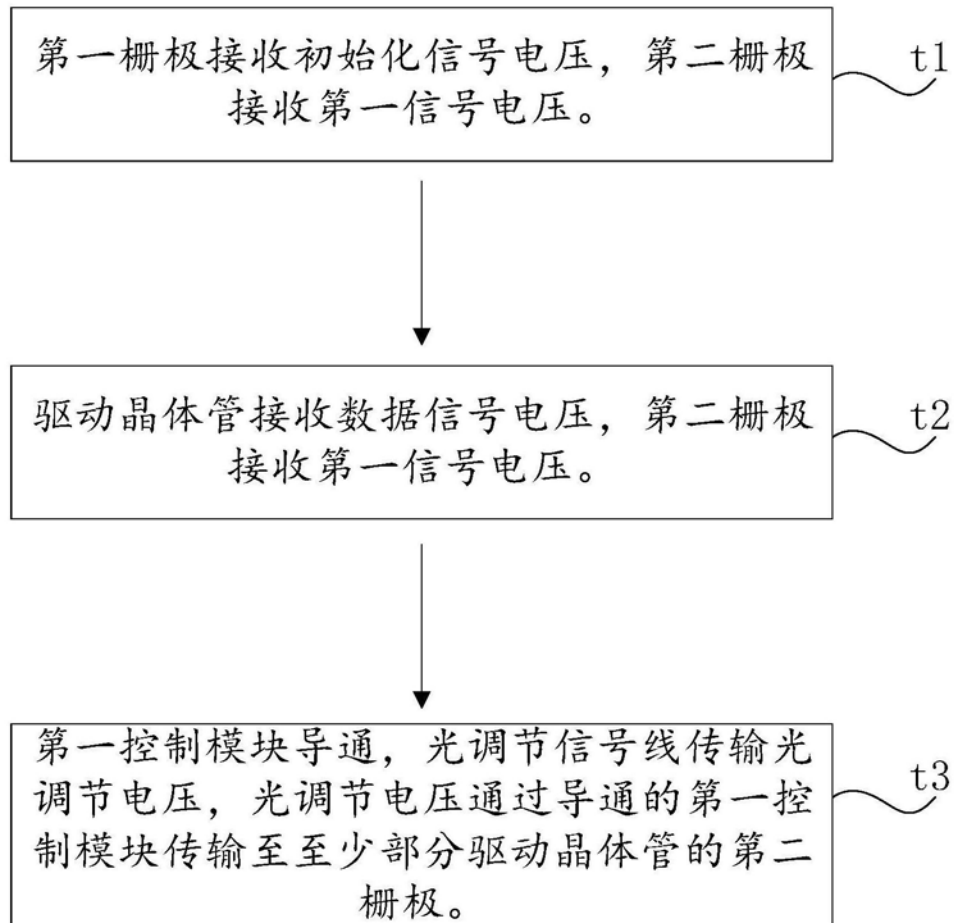 第一栅极接收初始化信号电压，第二栅极
接收第一信号电压。
t1
驱动晶体管接收数据信号电压，第二栅极
接收第一信号电压。
t2
第一控制模块导通，光调节信号线传输光
调节电压，光调节电压通过导通的第一控
制模块传输至至少部分驱动晶体管的第二
栅极。
t3